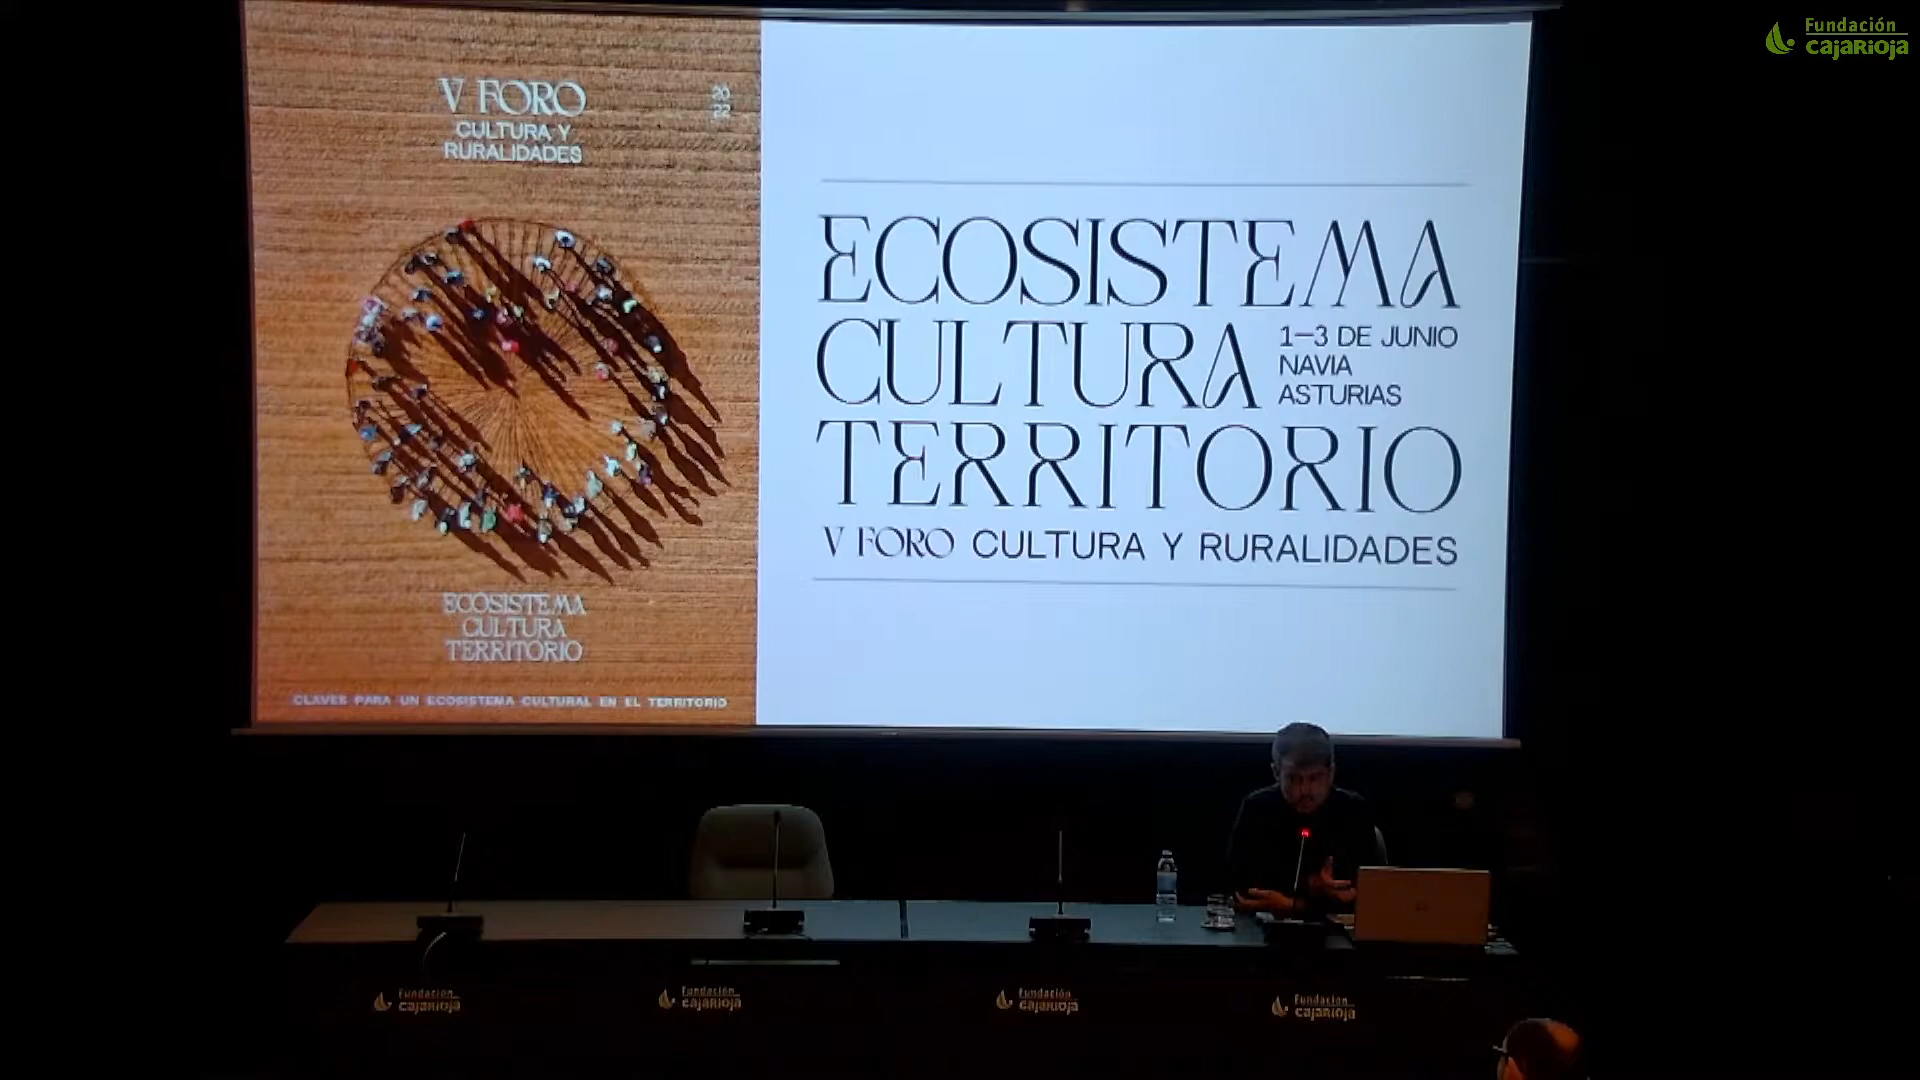 Fundación
cajaRioja
V FORO
CULTURA Y
RURALIDADES
20
22
ECOSISTEMA
CULTURA
TERRITORIO
CLAVES PARA UN ECOSISTEMA CULTURAL EN EL TERRITORIO
ECOSISTEMA
CULTURA
1—3 DE JUNIO
NAVIA
ASTURIAS
TERRITORIO
V FORO CULTURA Y RURALIDADES
Fundación
cajaRioja
Fundación
cajaRioja
Fundación
cajaRioja
Fundación
cajaRioja